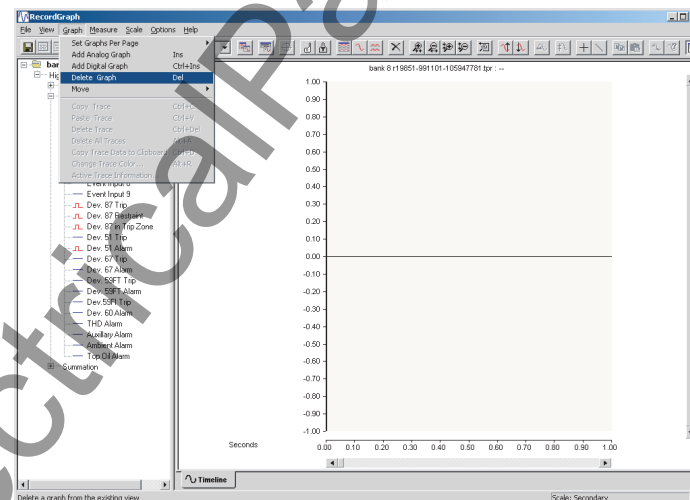 RecordGraph
File View Graph Measure Scale Options Help
Set Graphs Per Page
Add Analog Graph Ins
Add Digital Graph Ctrl+Ins
Delete Graph Del
Move
Copy Trace Ctrl+C
Paste Trace Ctrl+V
Delete Trace Ctrl+Del
Delete All Traces Alt+A
Copy Trace Data to Clipboard
Change Trace Color... Alt+R
Active Trace Information...
Event Input 9
Dev. 87 Trip
Dev. 87 Restraint
Dev. 87 in Trip Zone
Dev. 51 Trip
Dev. 51 Alarm
Dev. 67 Trip
Dev. 67 Alarm
Dev. 59FT Trip
Dev. 59FT Alarm
Dev.59FI Trip
Dev. 60 Alarm
THD Alarm
Auxillary Alarm
Ambient Alarm
Top Oil Alarm
Summation
bank 8 r19851-991101-105947781.tpr : --
1.00
0.90
0.80
0.70
0.60
0.50
0.40
0.30
0.20
0.10
0.00
-0.10
-0.20
-0.30
-0.40
-0.50
-0.60
-0.70
-0.80
-0.90
-1.00
Seconds 0.00 0.10 0.20 0.30 0.40 0.50 0.60 0.70 0.80 0.90 1.00
Timeline
Delete a graph from the existing view Scale: Secondary